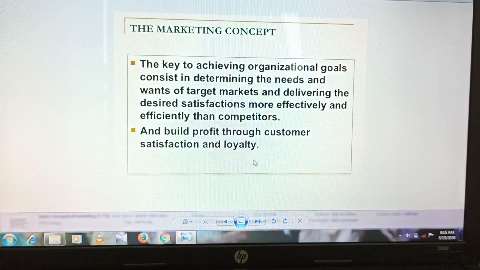 THE MARKETING CONCEPT
The key to achieving organizational goals
consist in determining the needs and
wants of target markets and delivering the
desired satisfactions more effectively and
efficiently than competitors.
And build profit through customer
satisfaction and loyalty.
hp